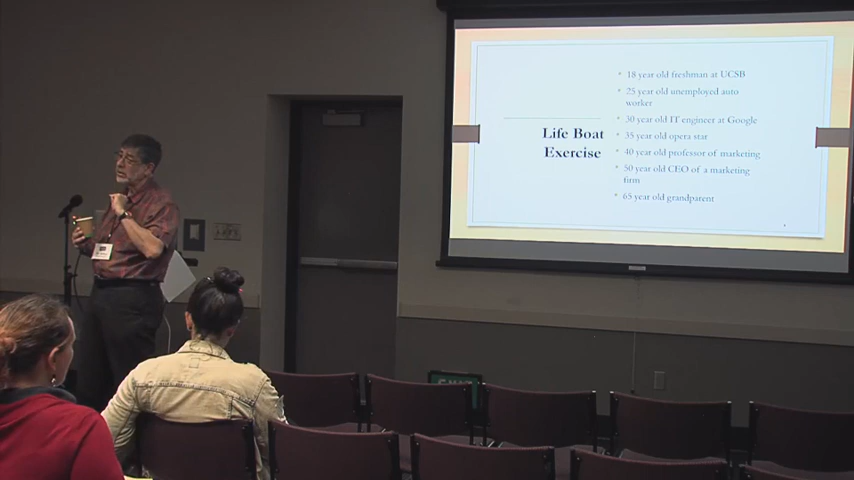 Life Boat
Exercise
• 18 year old freshman at UCSB
• 25 year old unemployed auto
worker
• 30 year old IT engineer at Google
• 35 year old opera star
• 40 year old professor of marketing
• 50 year old CEO of a marketing
firm
• 65 year old grandparent